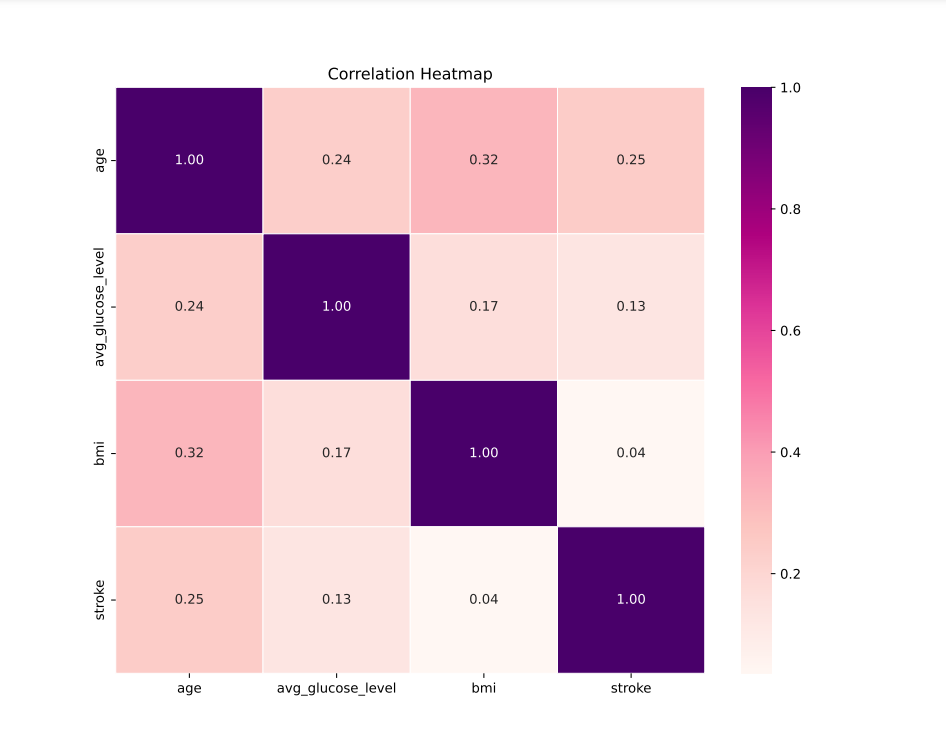 Correlation Heatmap
age
1.00
0.24
0.32
0.25
avg_glucose_level
0.24
1.00
0.17
0.13
bmi
0.32
0.17
1.00
0.04
stroke
0.25
0.13
0.04
1.00
age
avg_glucose_level
bmi
stroke
1.0
0.8
0.6
0.4
0.2